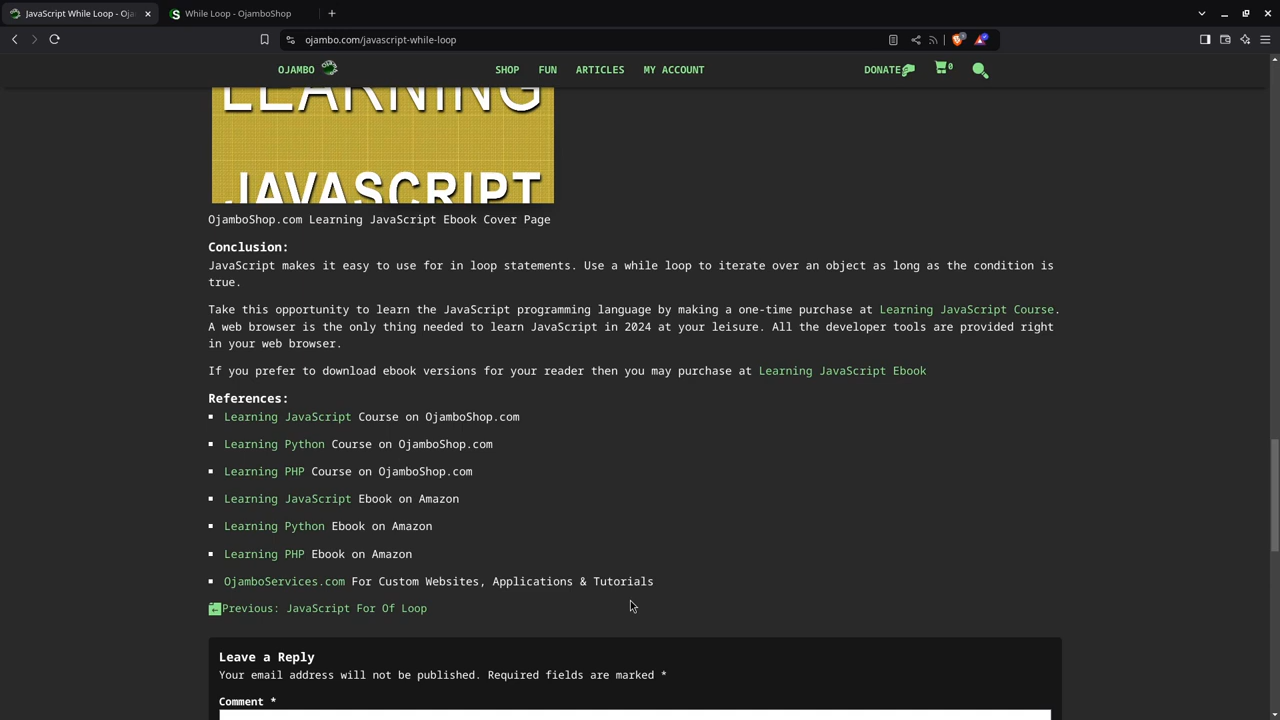 JavaScript While Loop - Oja
While Loop - OjamboShop
ojambo.com/javascript-while-loop
OJAMBO SHOP FUN ARTICLES MY ACCOUNT DONATE 0
LEARNING
JAVASCRIPT
OjamboShop.com Learning JavaScript Ebook Cover Page
Conclusion:
JavaScript makes it easy to use for in loop statements. Use a while loop to iterate over an object as long as the condition is
true.
Take this opportunity to learn the JavaScript programming language by making a one-time purchase at Learning JavaScript Course.
A web browser is the only thing needed to learn JavaScript in 2024 at your leisure. All the developer tools are provided right
in your web browser.
If you prefer to download ebook versions for your reader then you may purchase at Learning JavaScript Ebook
References:
Learning JavaScript Course on OjamboShop.com
Learning Python Course on OjamboShop.com
Learning PHP Course on OjamboShop.com
Learning JavaScript Ebook on Amazon
Learning Python Ebook on Amazon
Learning PHP Ebook on Amazon
OjamboServices.com For Custom Websites, Applications & Tutorials
Previous: JavaScript For Of Loop
Leave a Reply
Your email address will not be published. Required fields are marked *
Comment *